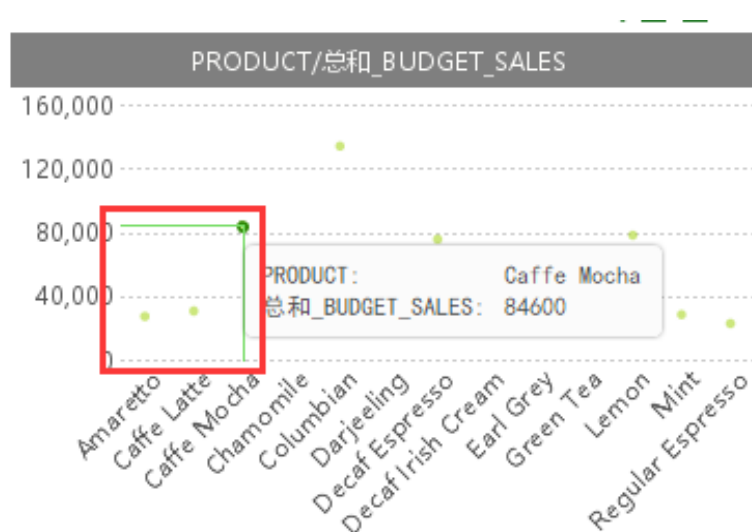 PRODUCT/总和_BUDGET_SALES
160,000
120,000
80,000
40,000
0
PRODUCT: Caffe Mocha
总和_BUDGET_SALES: 84600
Amaretto
Caffe Latte
Caffe Mocha
Chamomile
Columbian
Darjeeling
Decaf Espresso
Decaf Irish Cream
Earl Grey
Green Tea
Lemon
Mint
Regular Espresso